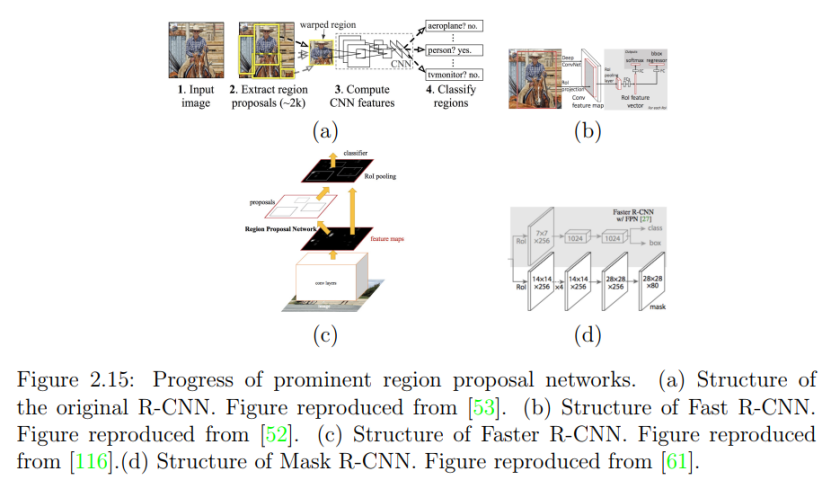 warped region
aeroplane? no.
person? yes.
CNN
tvmonitor? no.
1. Input
image
2. Extract region
proposals (~2k)
3. Compute
CNN features
4. Classify
regions
(a)
Deep
ConvNet
RoI
projection
Conv
feature map
RoI
pooling
layer
softmax
bbox
regressor
RoI feature
vector
(b)
classifier
RoI pooling
proposals
Region Proposal Network
feature maps
conv layers
(c)
Faster R-CNN
w/ FPN [27]
RoI
7×7
×256
1024
1024
class
box
RoI
14×14
×256
×4
14×14
×256
28×28
×256
28×28
×80
mask
(d)
Figure 2.15: Progress of prominent region proposal networks. (a) Structure of
the original R-CNN. Figure reproduced from [53]. (b) Structure of Fast R-CNN.
Figure reproduced from [52]. (c) Structure of Faster R-CNN. Figure reproduced
from [116].(d) Structure of Mask R-CNN. Figure reproduced from [61].